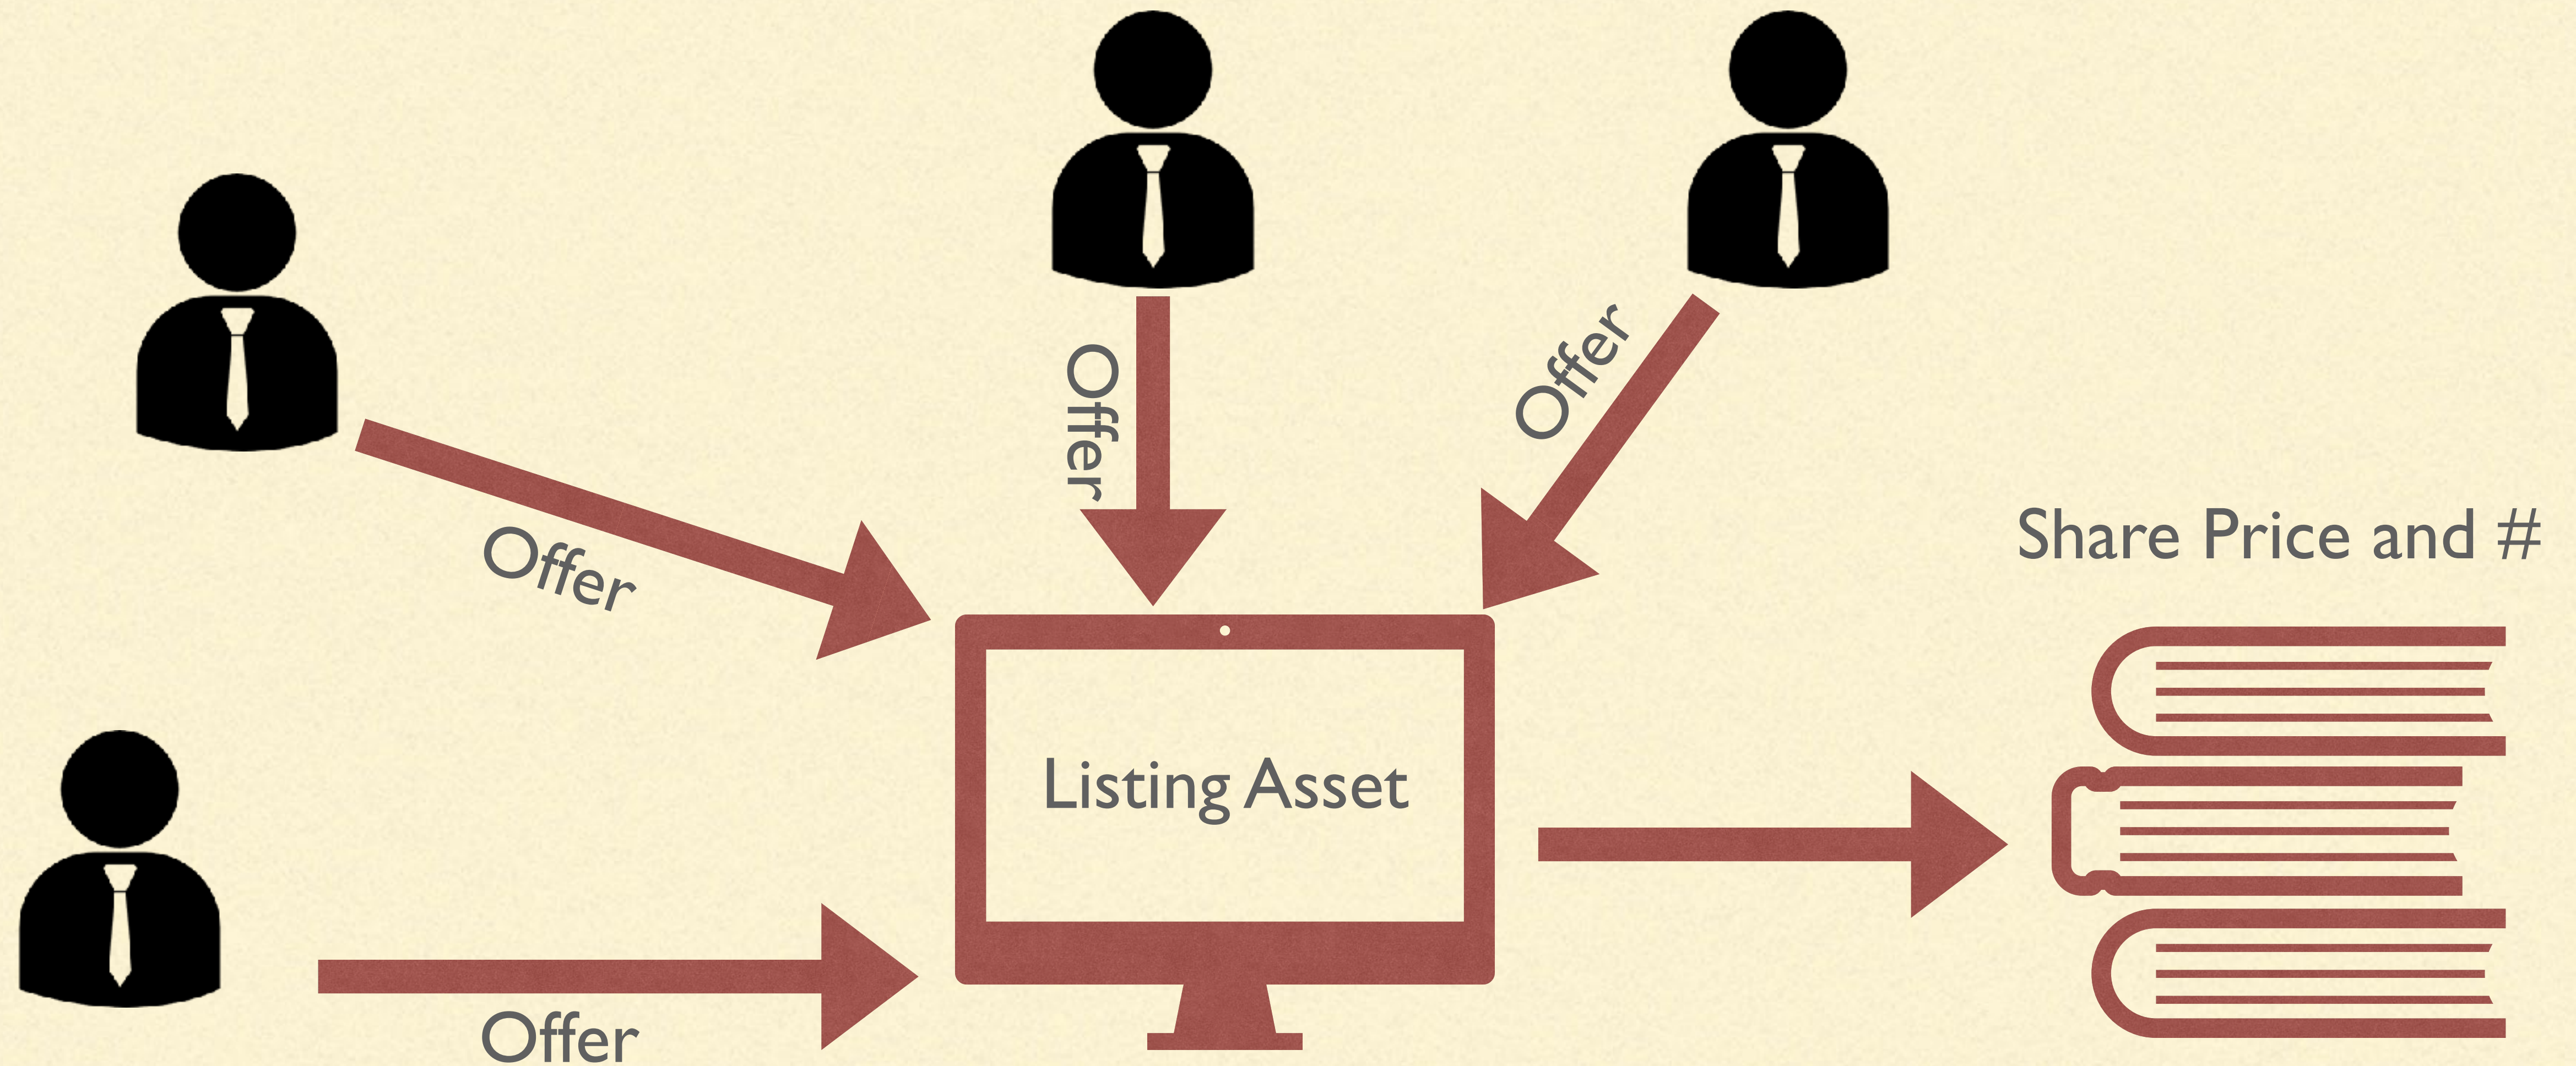 Offer
Offer
Offer
Share Price and #
Listing Asset
Offer